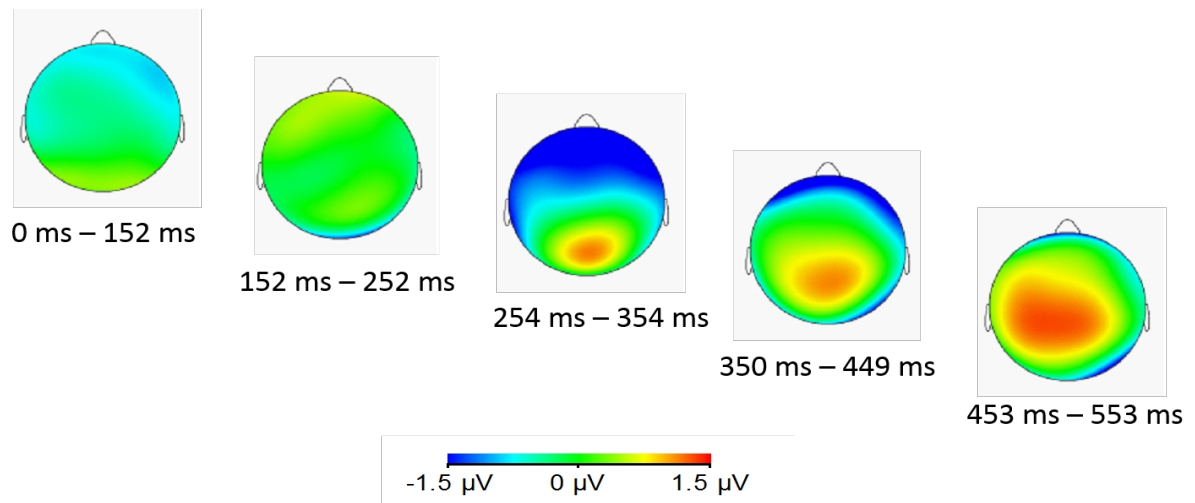 0 ms – 152 ms
152 ms – 252 ms
254 ms – 354 ms
350 ms – 449 ms
453 ms – 553 ms
-1.5 µV 0 µV 1.5 µV